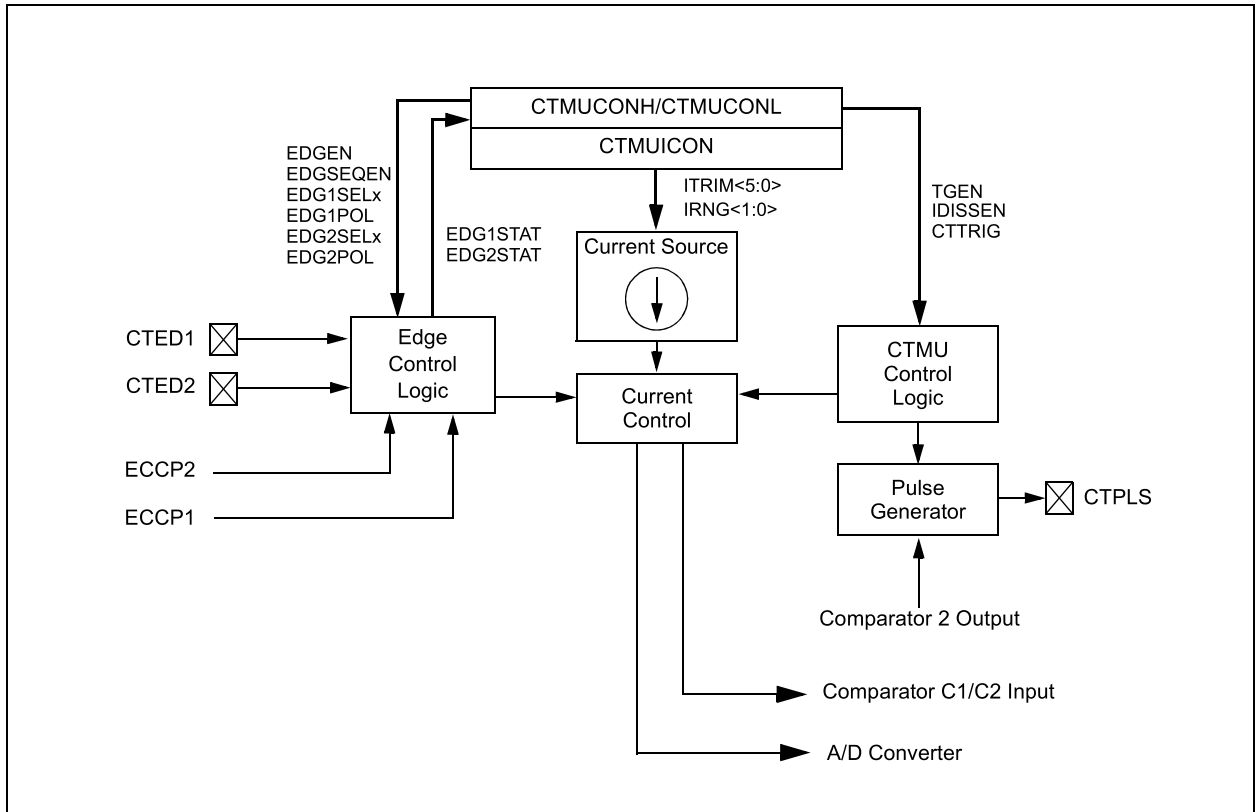 CTMUCONH/CTMUCONL
CTMUICON
EDGEN
EDGSEQEN
EDG1SELx
EDG1POL
EDG2SELx
EDG2POL
EDG1STAT
EDG2STAT
ITRIM<5:0>
IRNG<1:0>
TGEN
IDISSEN
CTTRIG
Current Source
CTED1
CTED2
Edge
Control
Logic
Current
Control
CTMU
Control
Logic
ECCP2
ECCP1
Pulse
Generator
CTPLS
Comparator 2 Output
Comparator C1/C2 Input
A/D Converter